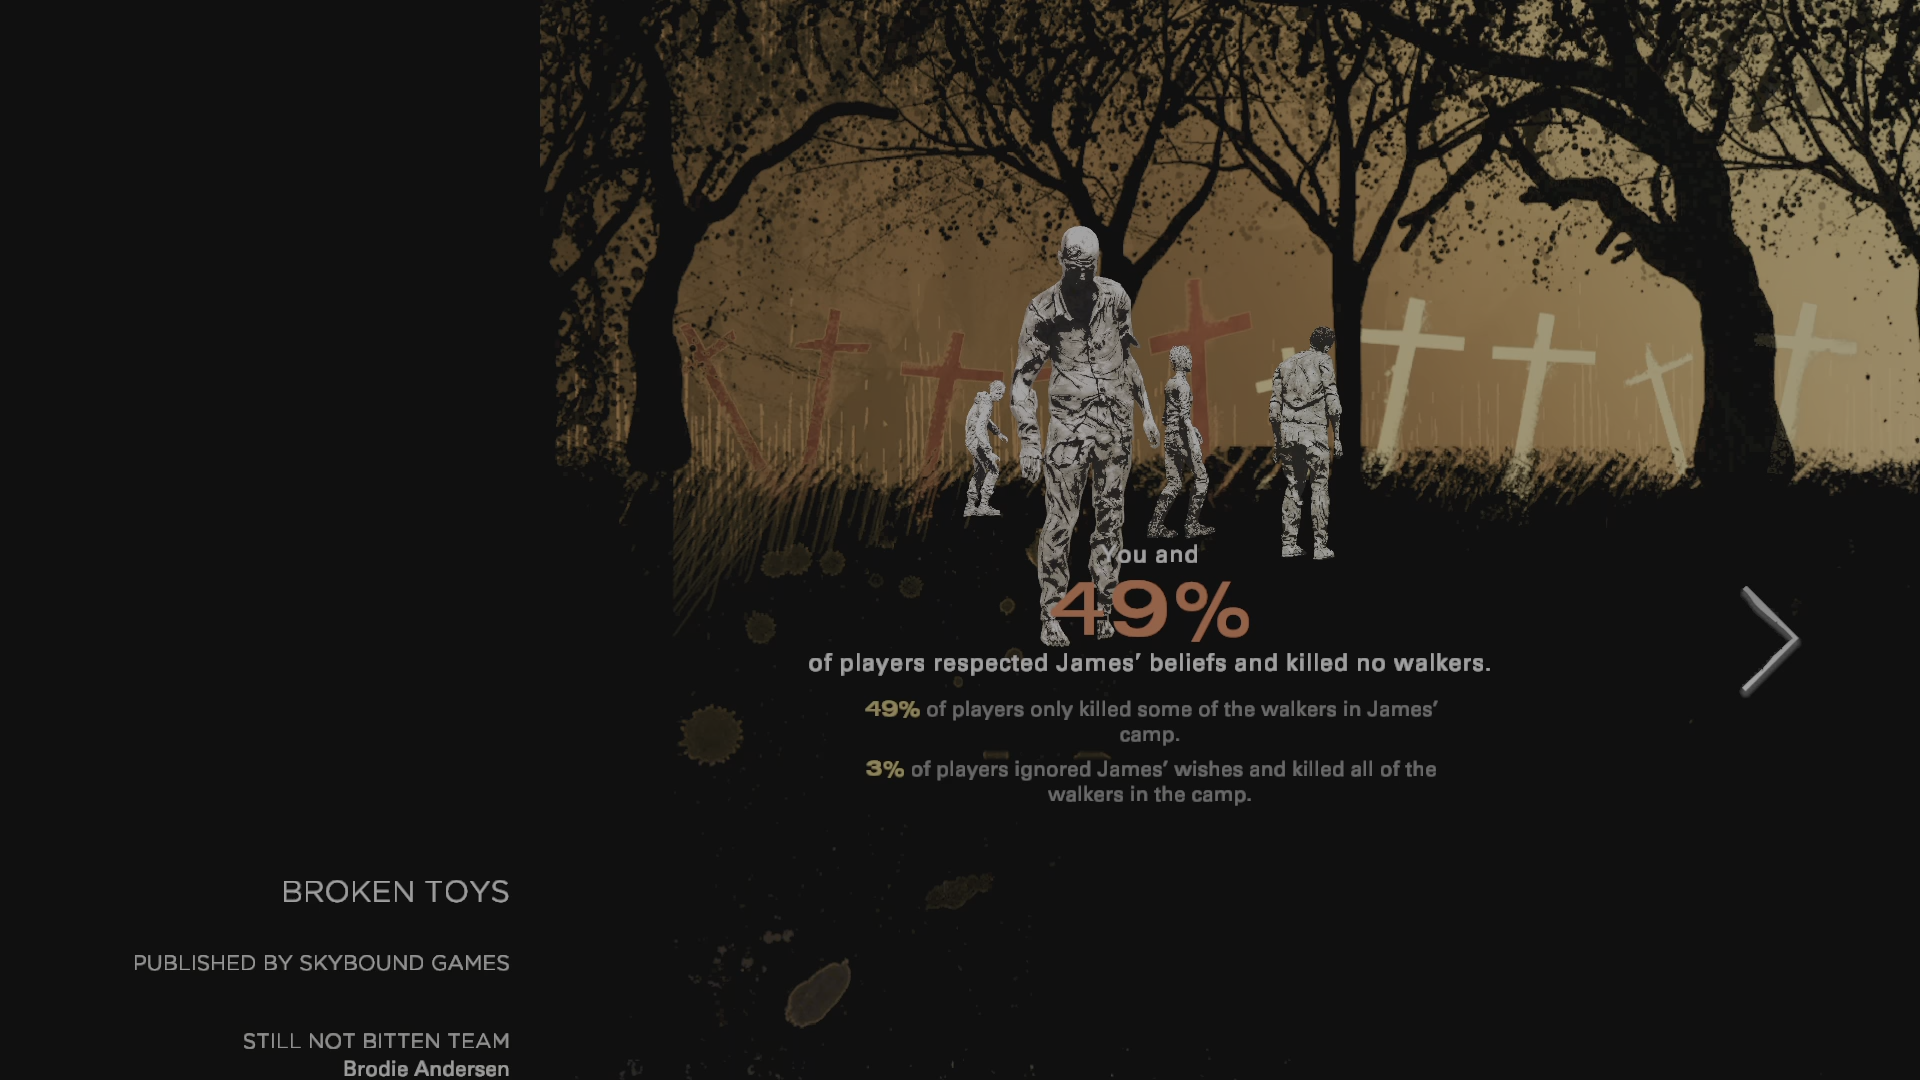 You and
49%
of players respected James’ beliefs and killed no walkers.
49% of players only killed some of the walkers in James’
camp.
3% of players ignored James’ wishes and killed all of the
walkers in the camp.
BROKEN TOYS
PUBLISHED BY SKYBOUND GAMES
STILL NOT BITTEN TEAM
Brodie Andersen